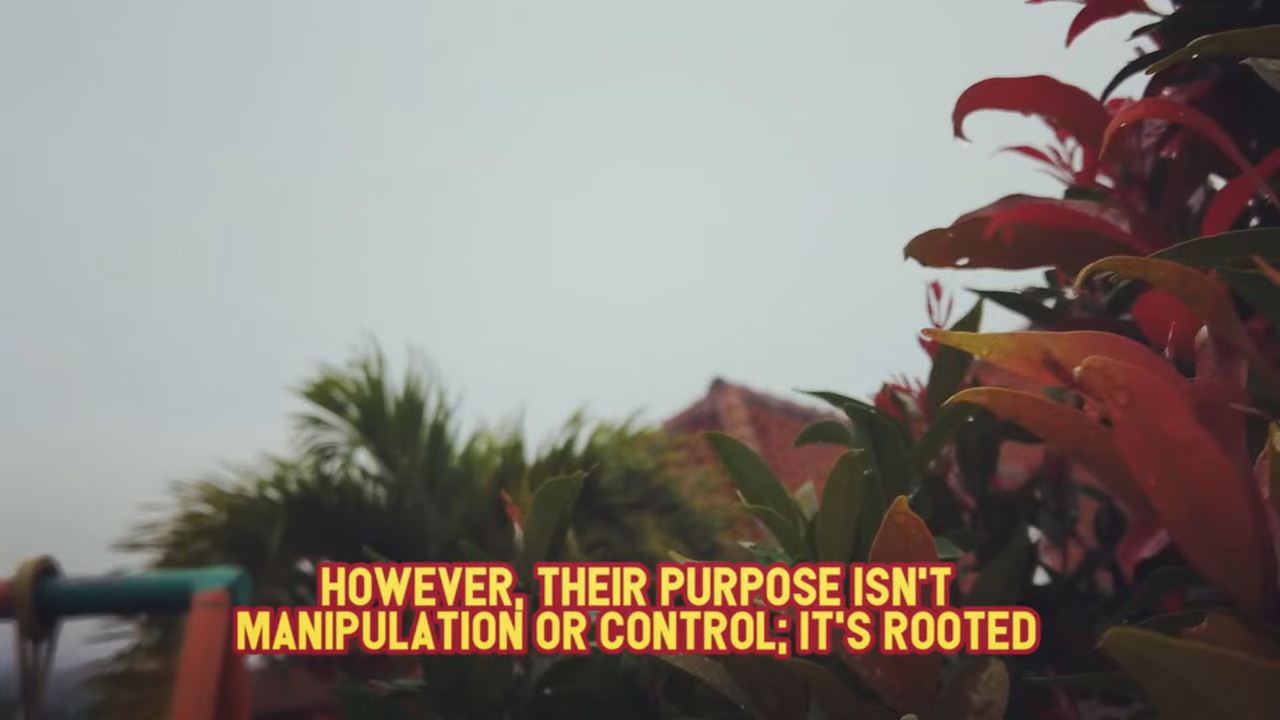 HOWEVER, THEIR PURPOSE ISN'T
MANIPULATION OR CONTROL; IT'S ROOTED